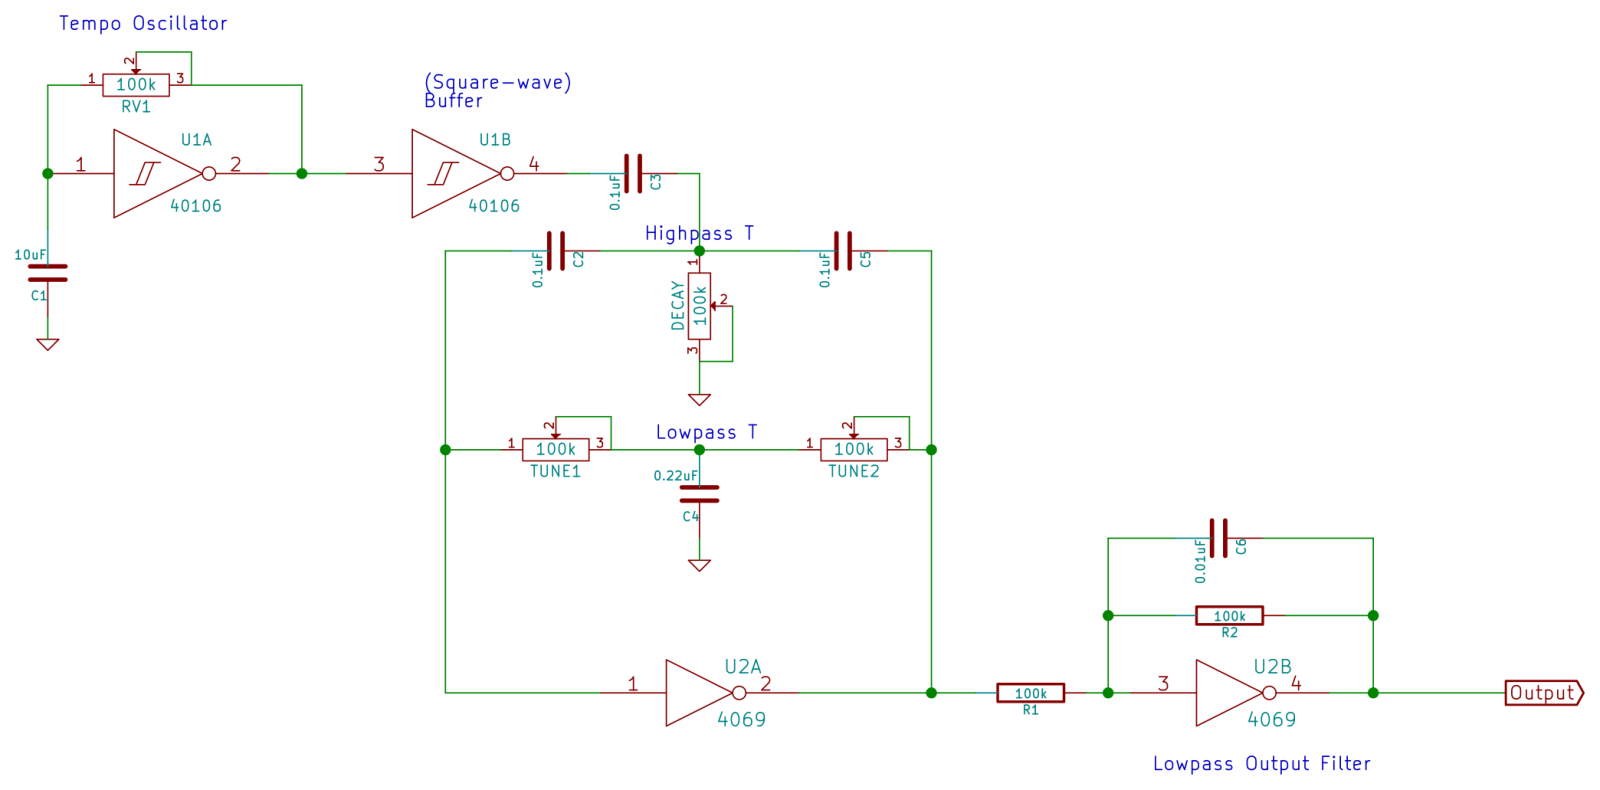 Tempo Oscillator
2
1 100k 3
RV1
(Square-wave)
Buffer
U1A
1 2
40106
U1B
3 4
40106
0.1uF C3
10uF
C1
Highpass T
0.1uF C2
0.1uF C5
1
DECAY 100k 2
3
Lowpass T
2
1 100k 3
TUNE1
2
1 100k 3
TUNE2
0.22uF
C4
0.01uF C6
100k
R2
U2A
1 2
4069
100k
R1
U2B
3 4
4069
Output
Lowpass Output Filter